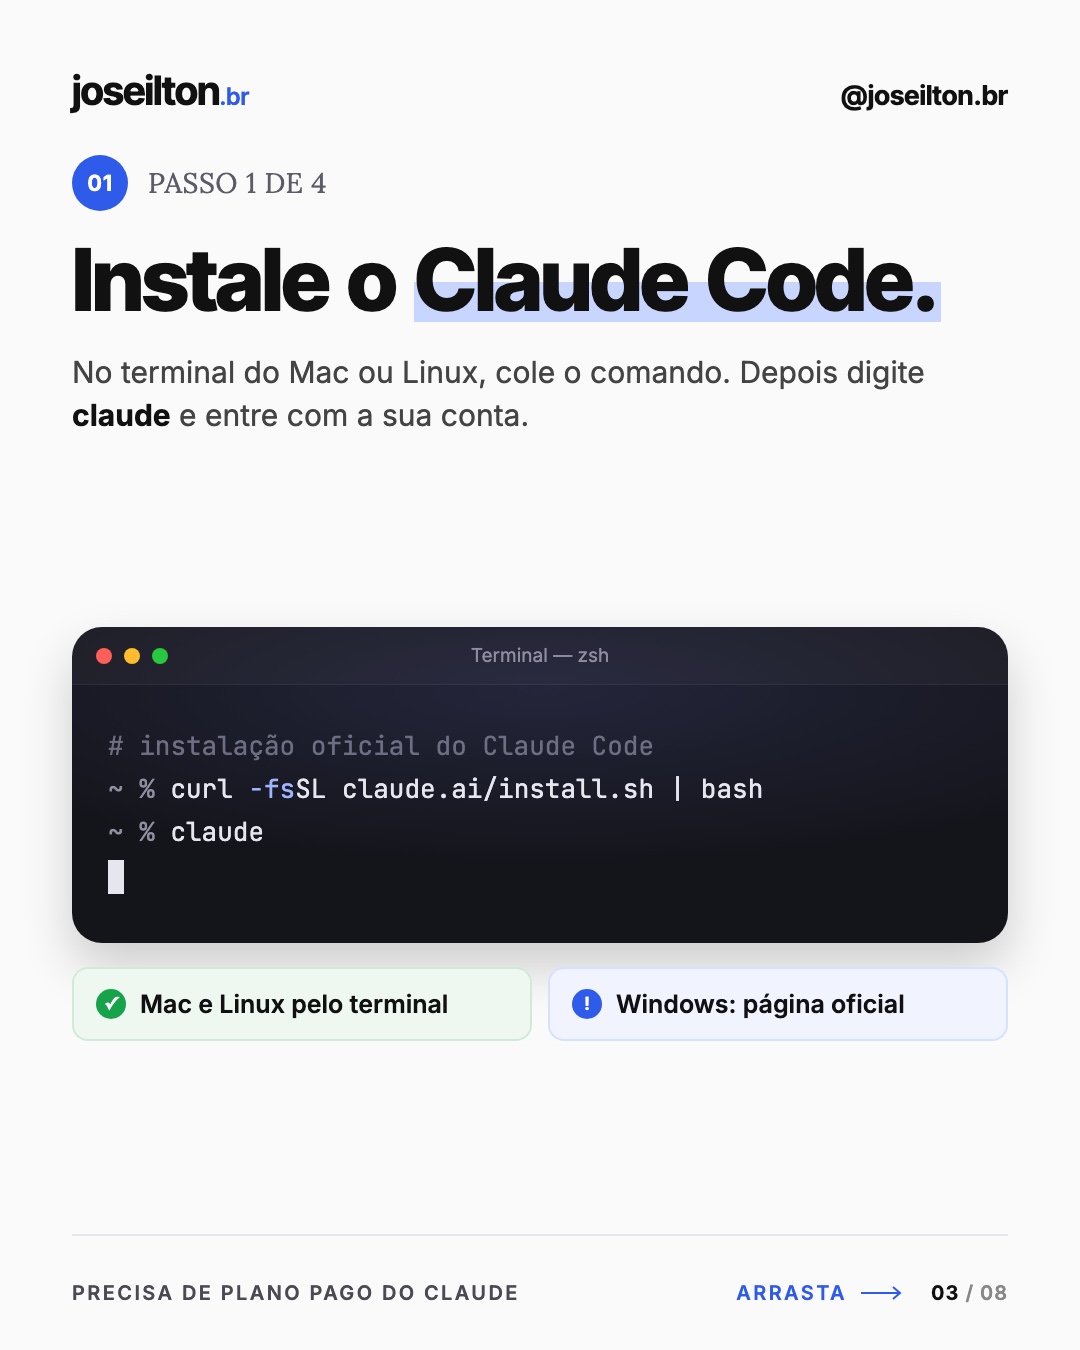 joseilton.br
@joseilton.br
01 PASSO 1 DE 4
Instale o Claude Code.
No terminal do Mac ou Linux, cole o comando. Depois digite
claude e entre com a sua conta.
Terminal — zsh
# instalação oficial do Claude Code
~ % curl -fsSL claude.ai/install.sh | bash
~ % claude
Mac e Linux pelo terminal
! Windows: página oficial
PRECISA DE PLANO PAGO DO CLAUDE
ARRASTA → 03 / 08